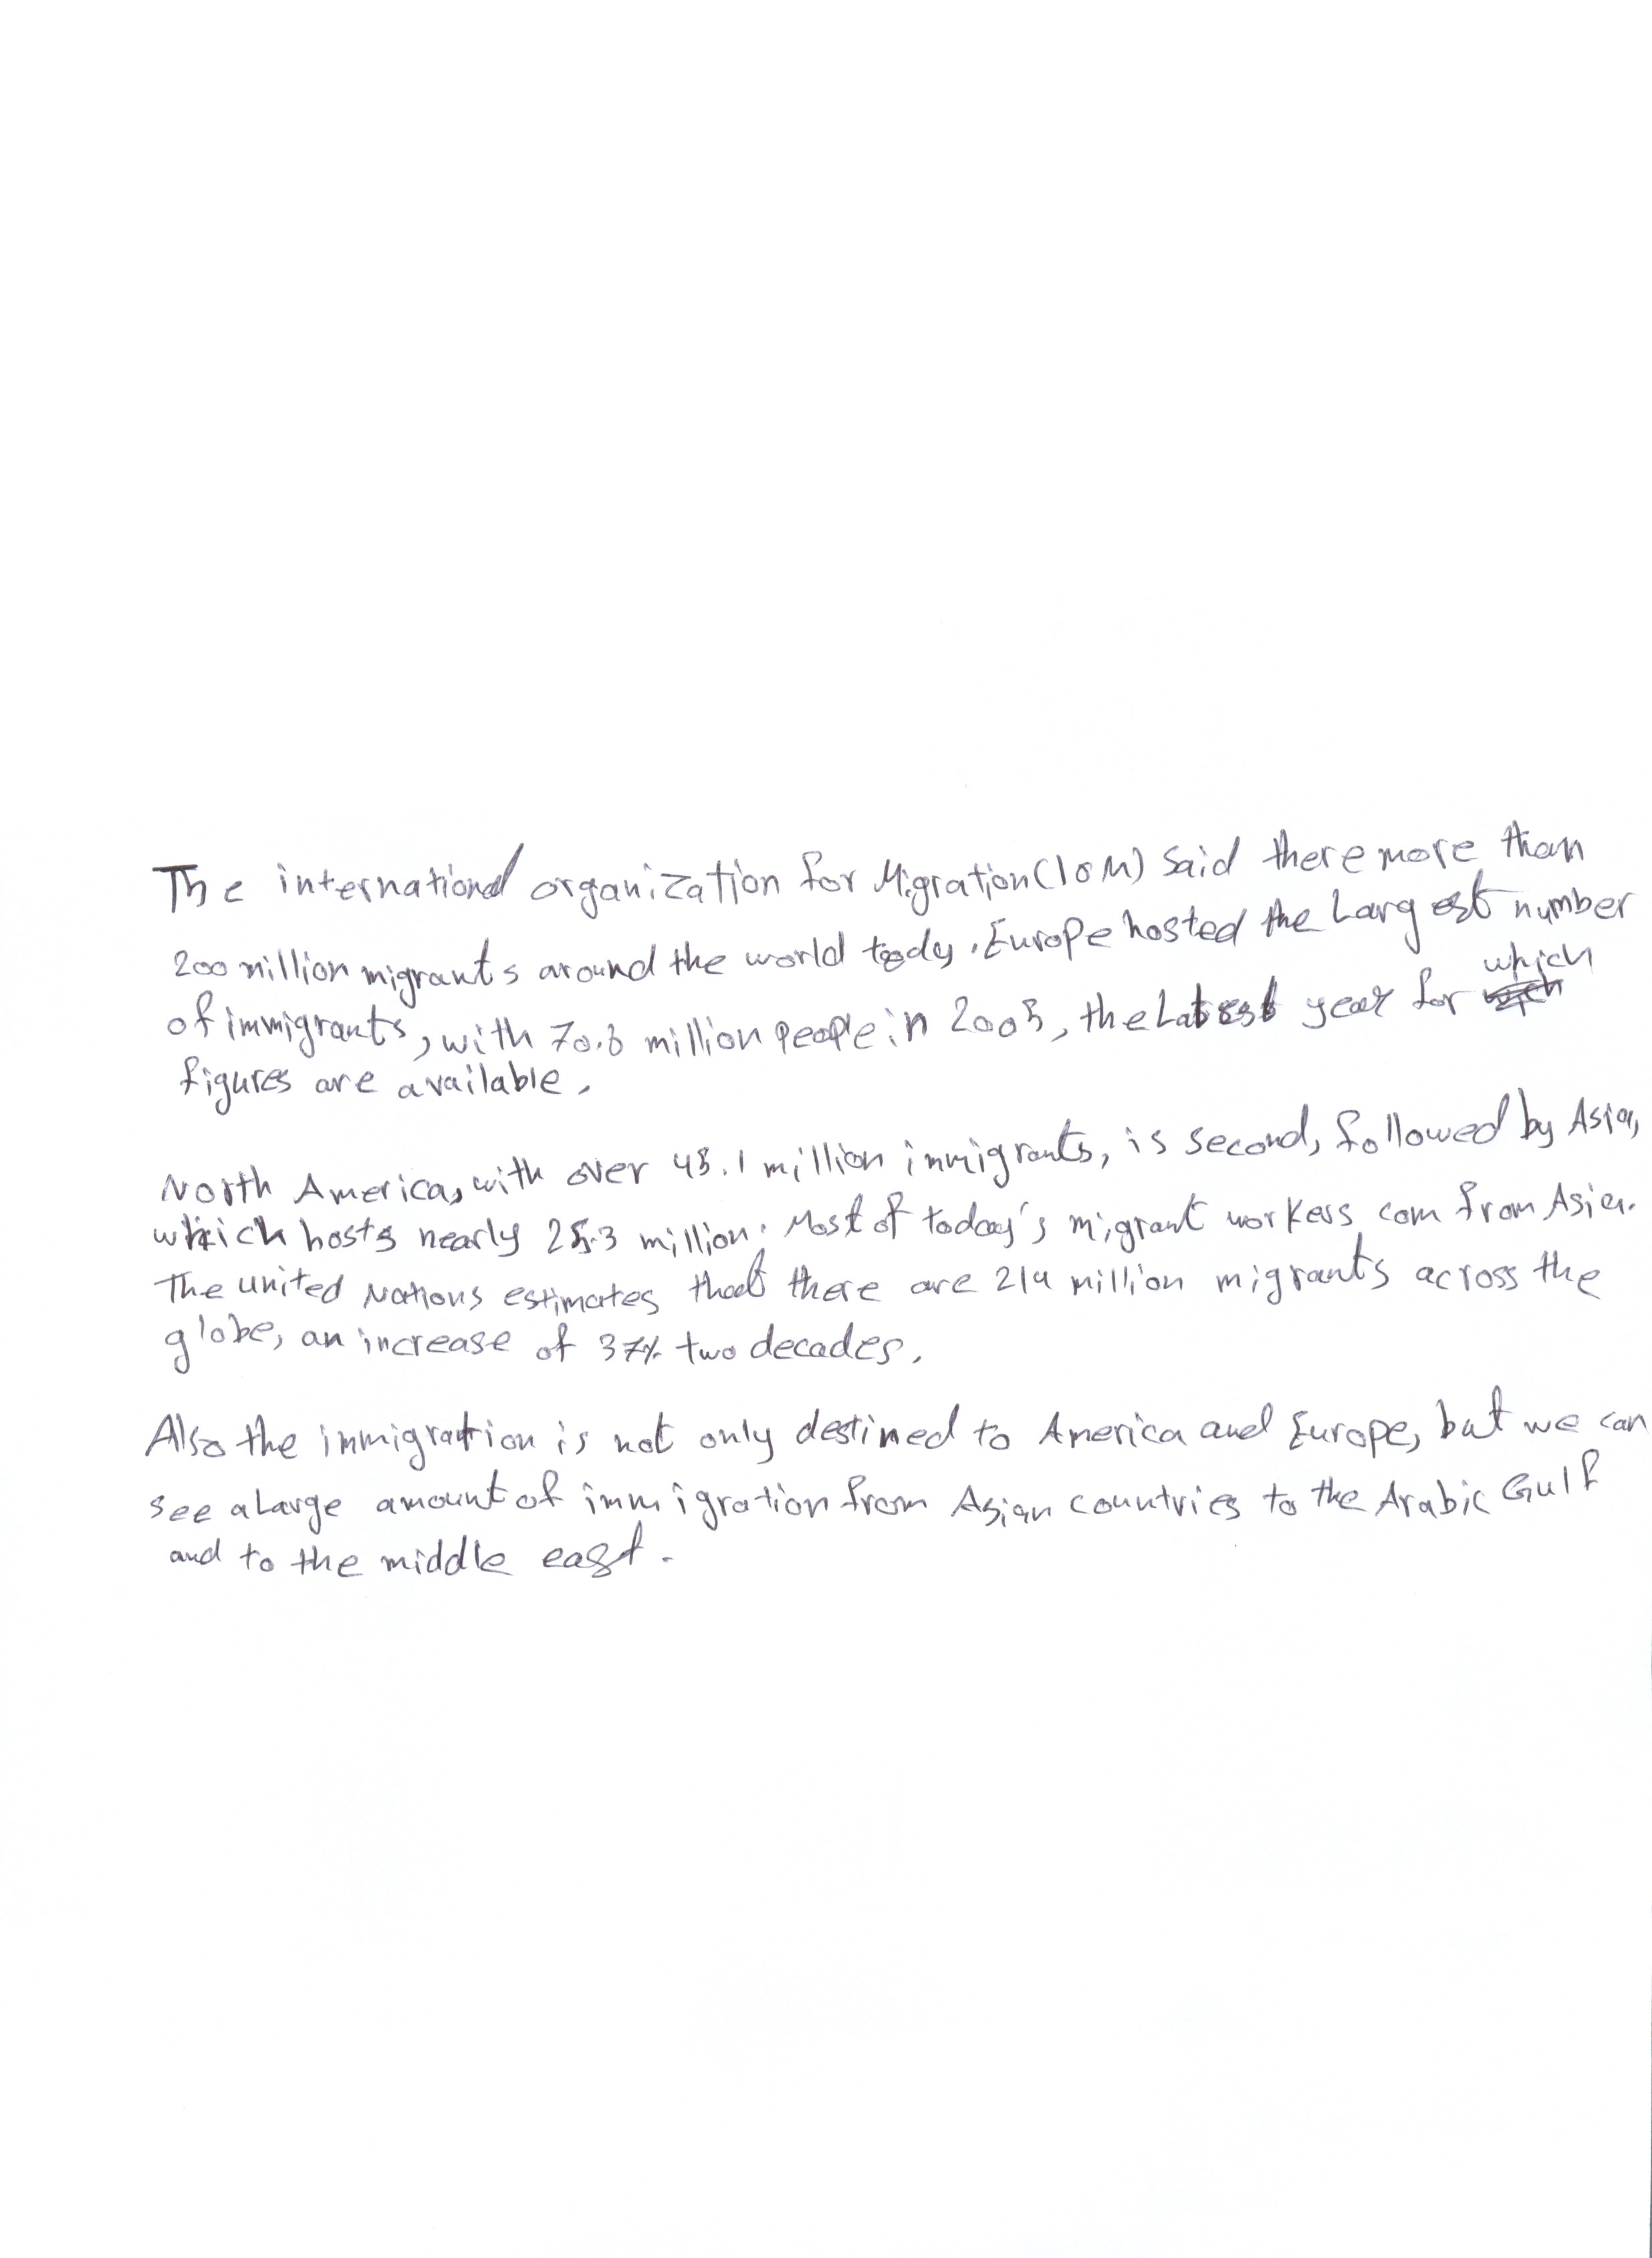 The international organization for Migration (IOM) said there more than
200 million migrants around the world tody. Europe hosted the Largest number
of immigrants, with 70.6 million people in 2005, the Latest year for which
figures are available.
North America, with over 45.1 million immigrants, is second, followed by Asia,
which hosts nearly 25.3 million. Most of today's migrant workers com from Asia.
The united Nations estimates that there are 214 million migrants across the
globe, an increase of 37% two decades.
Also the immigration is not only destined to America and Europe, but we can
see a Large amount of immigration from Asian countries to the Arabic Gulf
and to the middle east.